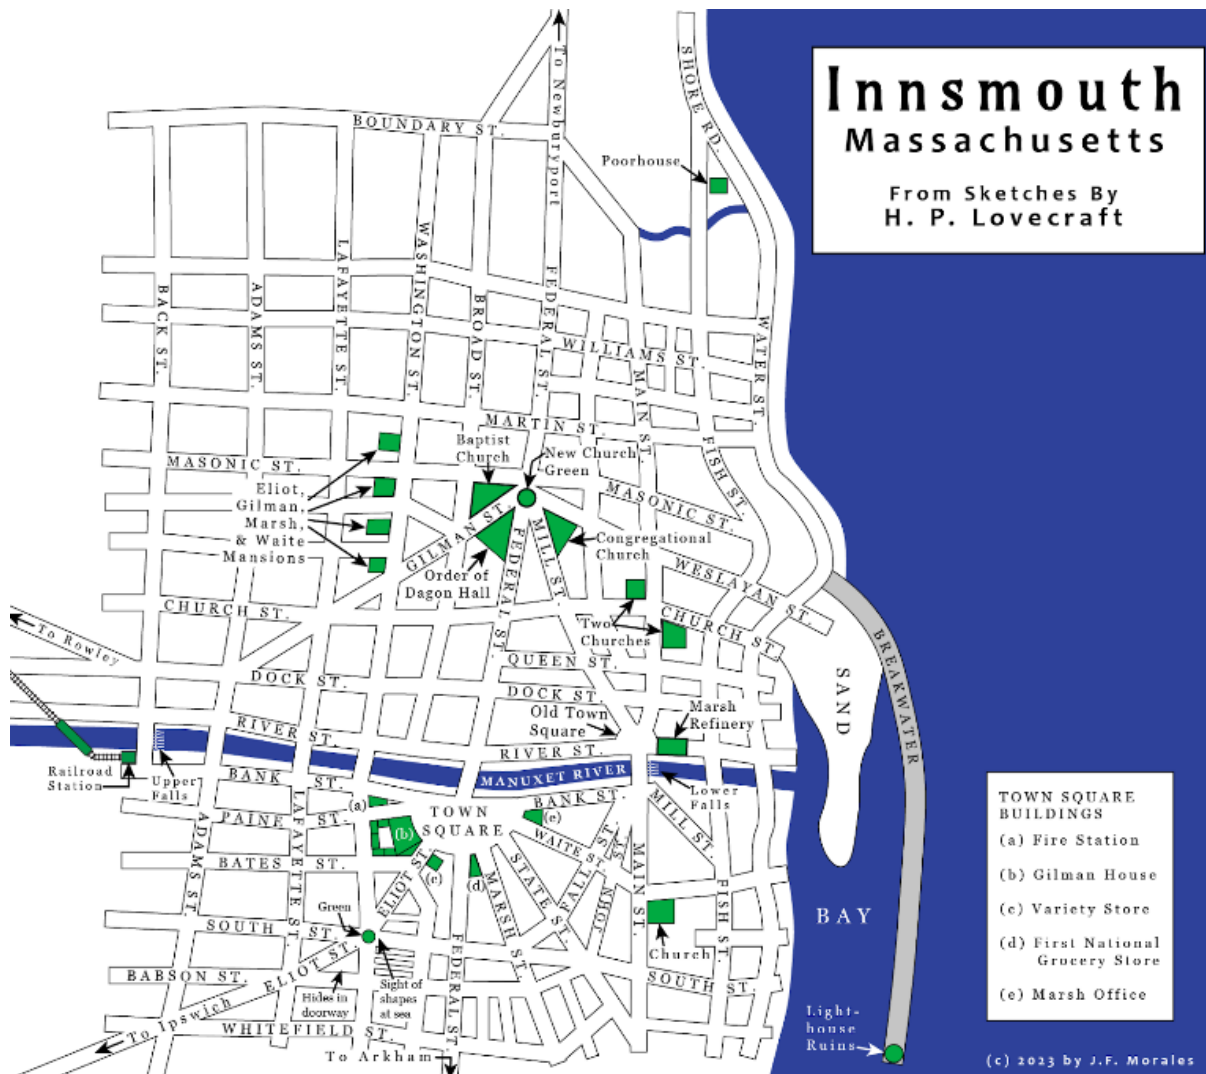 Innsmouth
Massachusetts
From Sketches By
H. P. Lovecraft
To Newburyport
SHORE RD.
BOUNDARY ST.
Poorhouse
BACK ST.
ADAMS ST.
LAFAYETTE ST.
WASHINGTON ST.
BROAD ST.
FEDERAL ST.
WILLIAMS ST.
MAIN ST.
WATER ST.
MARTIN ST.
FISH ST.
MASONIC ST.
Baptist
Church
New Church
Green
MASONIC ST.
Eliot,
Gilman,
Marsh,
& Waite
Mansions
GILMAN ST.
FEDERAL ST.
MILL ST.
Order of
Dagon Hall
Congregational
Church
WESLAYAN ST.
CHURCH ST.
Two
Churches
CHURCH ST.
To Rowley
QUEEN ST.
DOCK ST.
DOCK ST.
Old Town
Square
Marsh
Refinery
SAND
BREAKWATER
RIVER ST.
RIVER ST.
Railroad
Station
Upper
Falls
MANUXET RIVER
Lower
Falls
BANK ST.
BANK ST.
(a)
PAINE ST.
(b)
TOWN
SQUARE
(e)
WAITE ST.
MILL ST.
BATES ST.
ADAMS ST.
LAFAYETTE ST.
ELIOT ST.
(c)
(d)
MARSH ST.
STATE ST.
FALL ST.
JOHN ST.
MAIN ST.
FISH ST.
Green
SOUTH ST.
Church
BAY
BABSON ST.
ELIOT ST.
Hides in
doorway
Sight of
shapes
at sea
FEDERAL ST.
SOUTH ST.
To Ipswich
WHITEFIELD ST.
To Arkham
Light-
house
Ruins
TOWN SQUARE
BUILDINGS
(a) Fire Station
(b) Gilman House
(c) Variety Store
(d) First National
Grocery Store
(e) Marsh Office
(c) 2023 by J.F. Morales